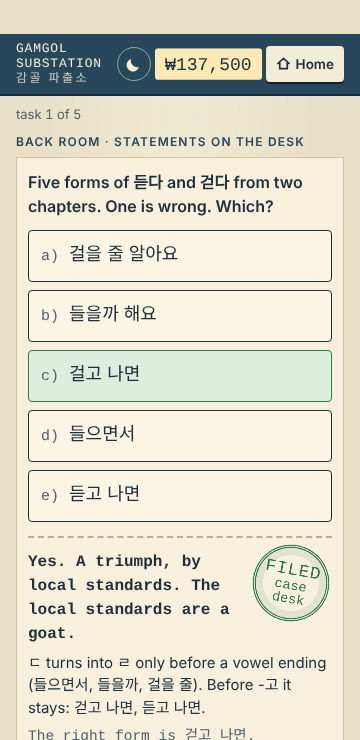 GAMGOL
SUBSTATION
감골 파출소
₩137,500
Home
task 1 of 5
BACK ROOM · STATEMENTS ON THE DESK
Five forms of 듣다 and 걷다 from two
chapters. One is wrong. Which?
a) 걸을 줄 알아요
b) 들을까 해요
c) 걸고 나면
d) 들으면서
e) 듣고 나면
Yes. A triumph, by
local standards. The
local standards are a
goat.
FILED
case
desk
ㄷ turns into ㄹ only before a vowel ending
(들으면서, 들을까, 걸을 줄). Before -고 it
stays: 걷고 나면, 듣고 나면.
The right form is 걷고 나면.